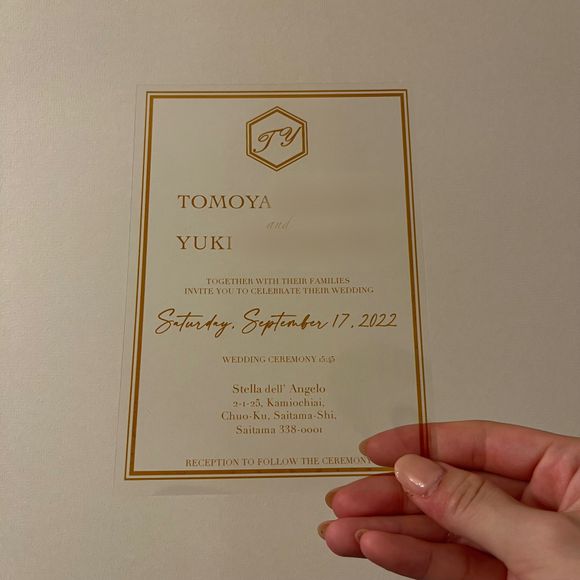 TY
TOMOYA
and
YUKI
TOGETHER WITH THEIR FAMILIES
INVITE YOU TO CELEBRATE THEIR WEDDING
Saturday, September 17, 2022
WEDDING CEREMONY 15:45
Stella dell' Angelo
2-1-25, Kamiochiai,
Chuo-Ku, Saitama-Shi,
Saitama 338-0001
RECEPTION TO FOLLOW THE CEREMONY